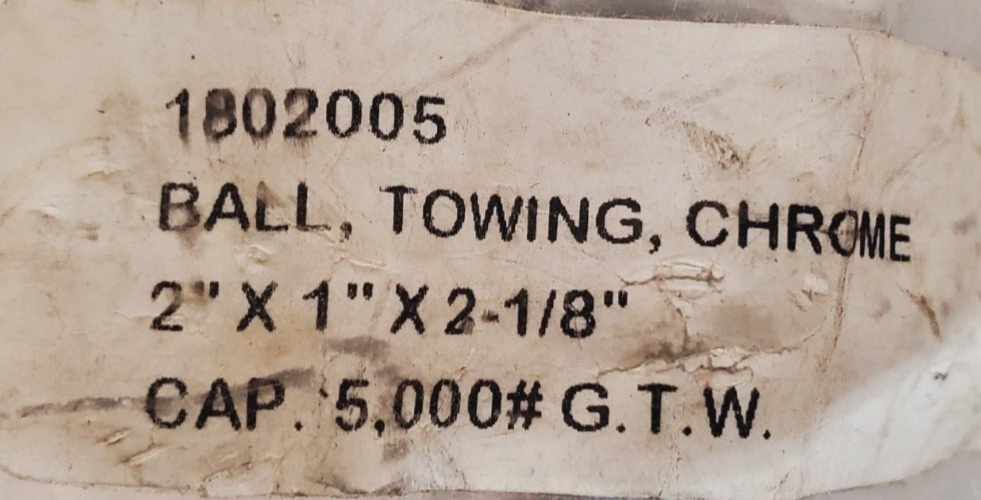 1802005
BALL, TOWING, CHROME
2" X 1" X 2-1/8"
CAP. 5,000# G.T.W.